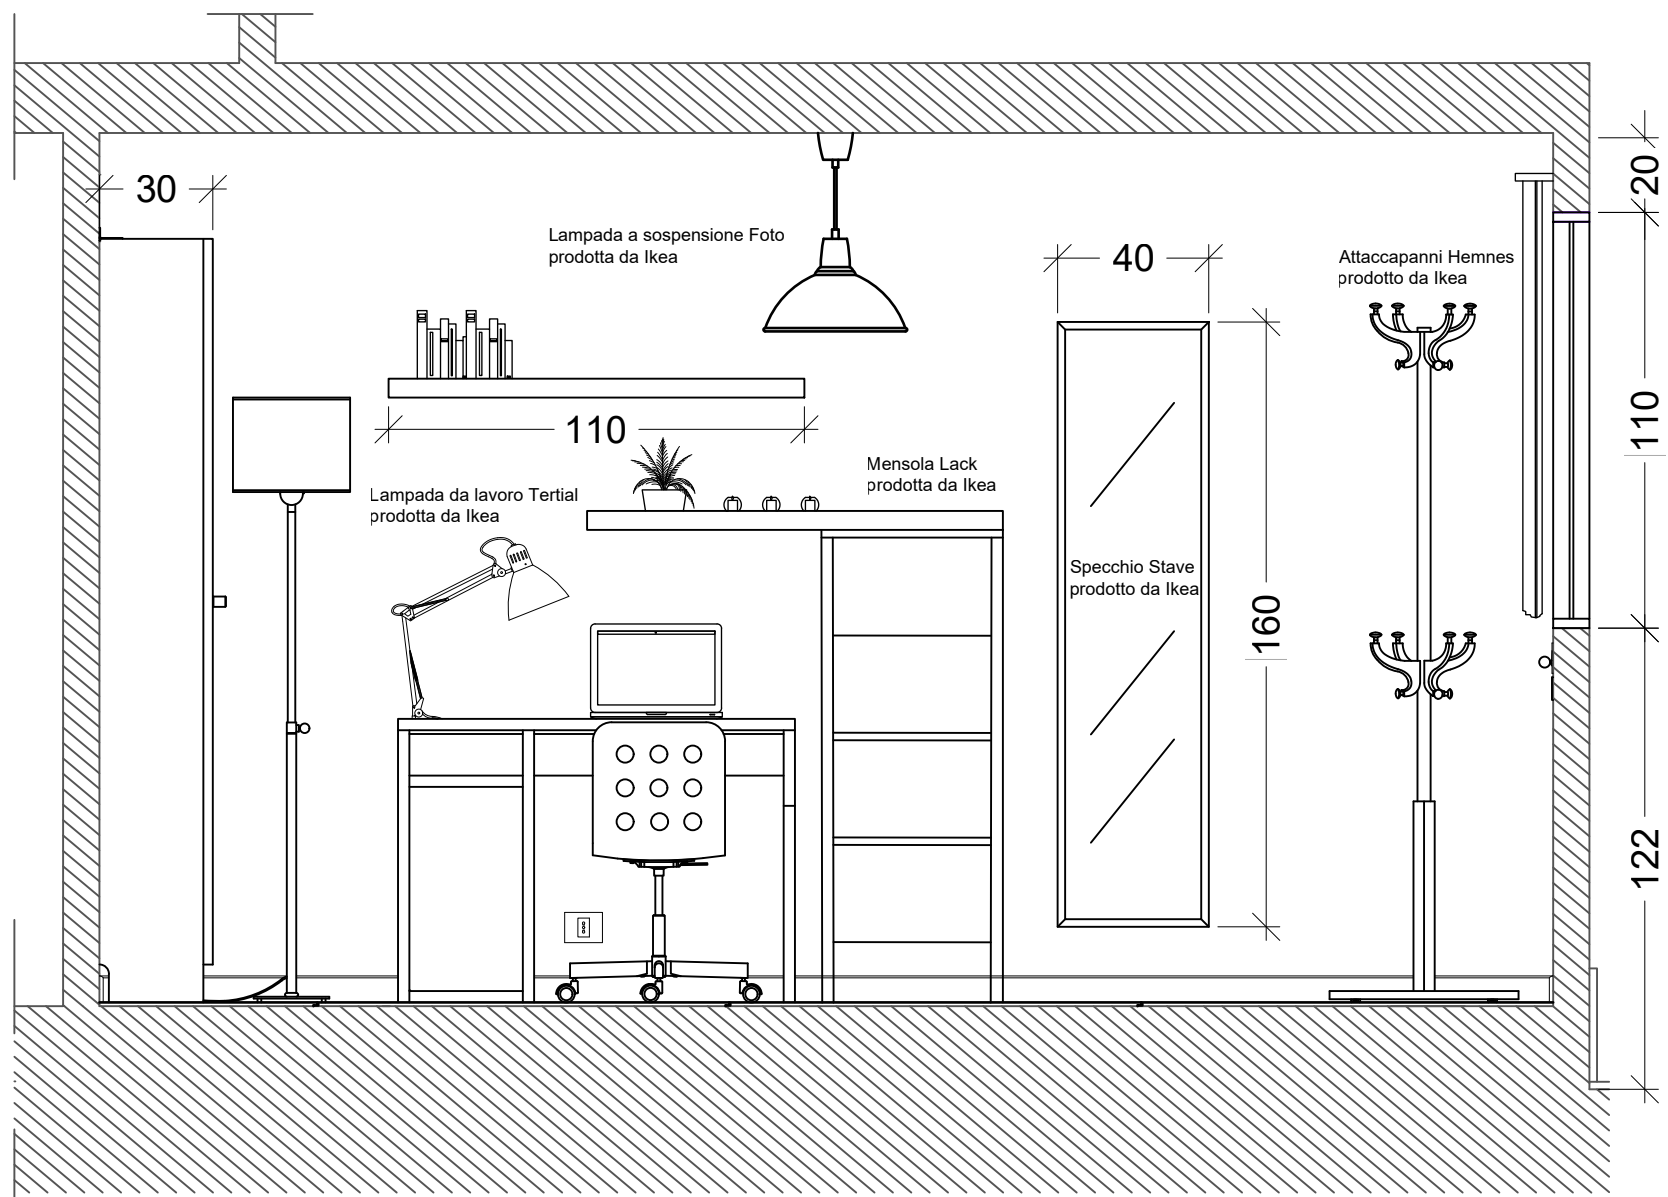 20
30
Lampada a sospensione Foto
prodotta da Ikea
40
Attaccapanni Hemnes
prodotto da Ikea
110
110
Mensola Lack
prodotta da Ikea
Lampada da lavoro Tertial
prodotta da Ikea
Specchio Stave
prodotto da Ikea
160
122